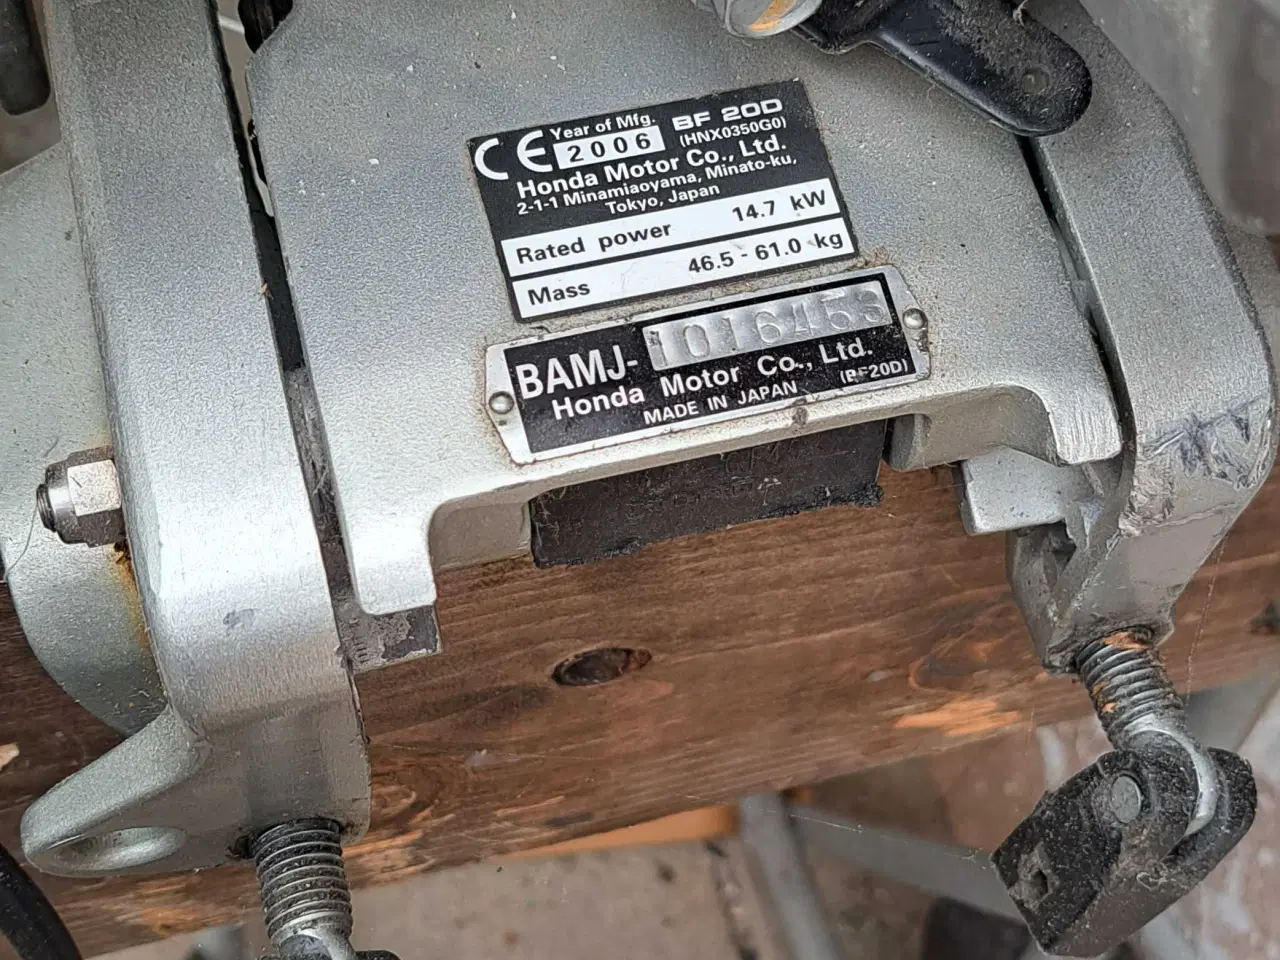 CE Year of Mfg. BF 20D
2006 (HNX0350G0)
Honda Motor Co., Ltd.
2-1-1 Minamiaoyama, Minato-ku,
Tokyo, Japan
Rated power 14.7 kW
Mass 46.5 - 61.0 kg
BAMJ- 1016453
Honda Motor Co., Ltd.
MADE IN JAPAN (BF20D)